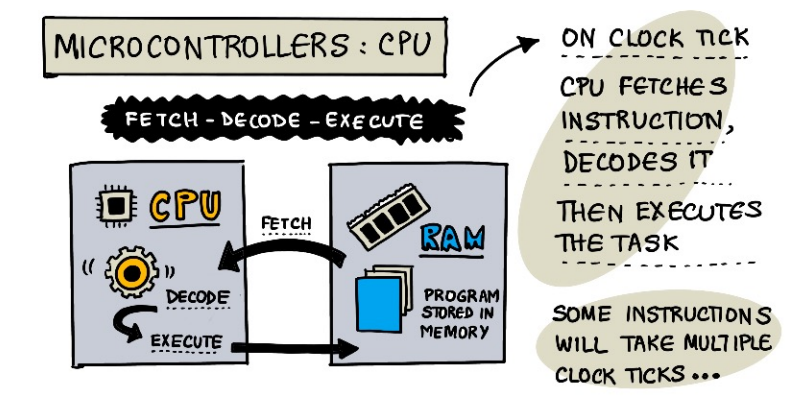 MICROCONTROLLERS: CPU
FETCH-DECODE-EXECUTE
CPU
DECODE
EXECUTE
FETCH
RAM
PROGRAM
STORED IN
MEMORY
ON CLOCK TICK
CPU FETCHES
INSTRUCTION,
DECODES IT
THEN EXECUTES
THE TASK
SOME INSTRUCTIONS
WILL TAKE MULTIPLE
CLOCK TICKS...